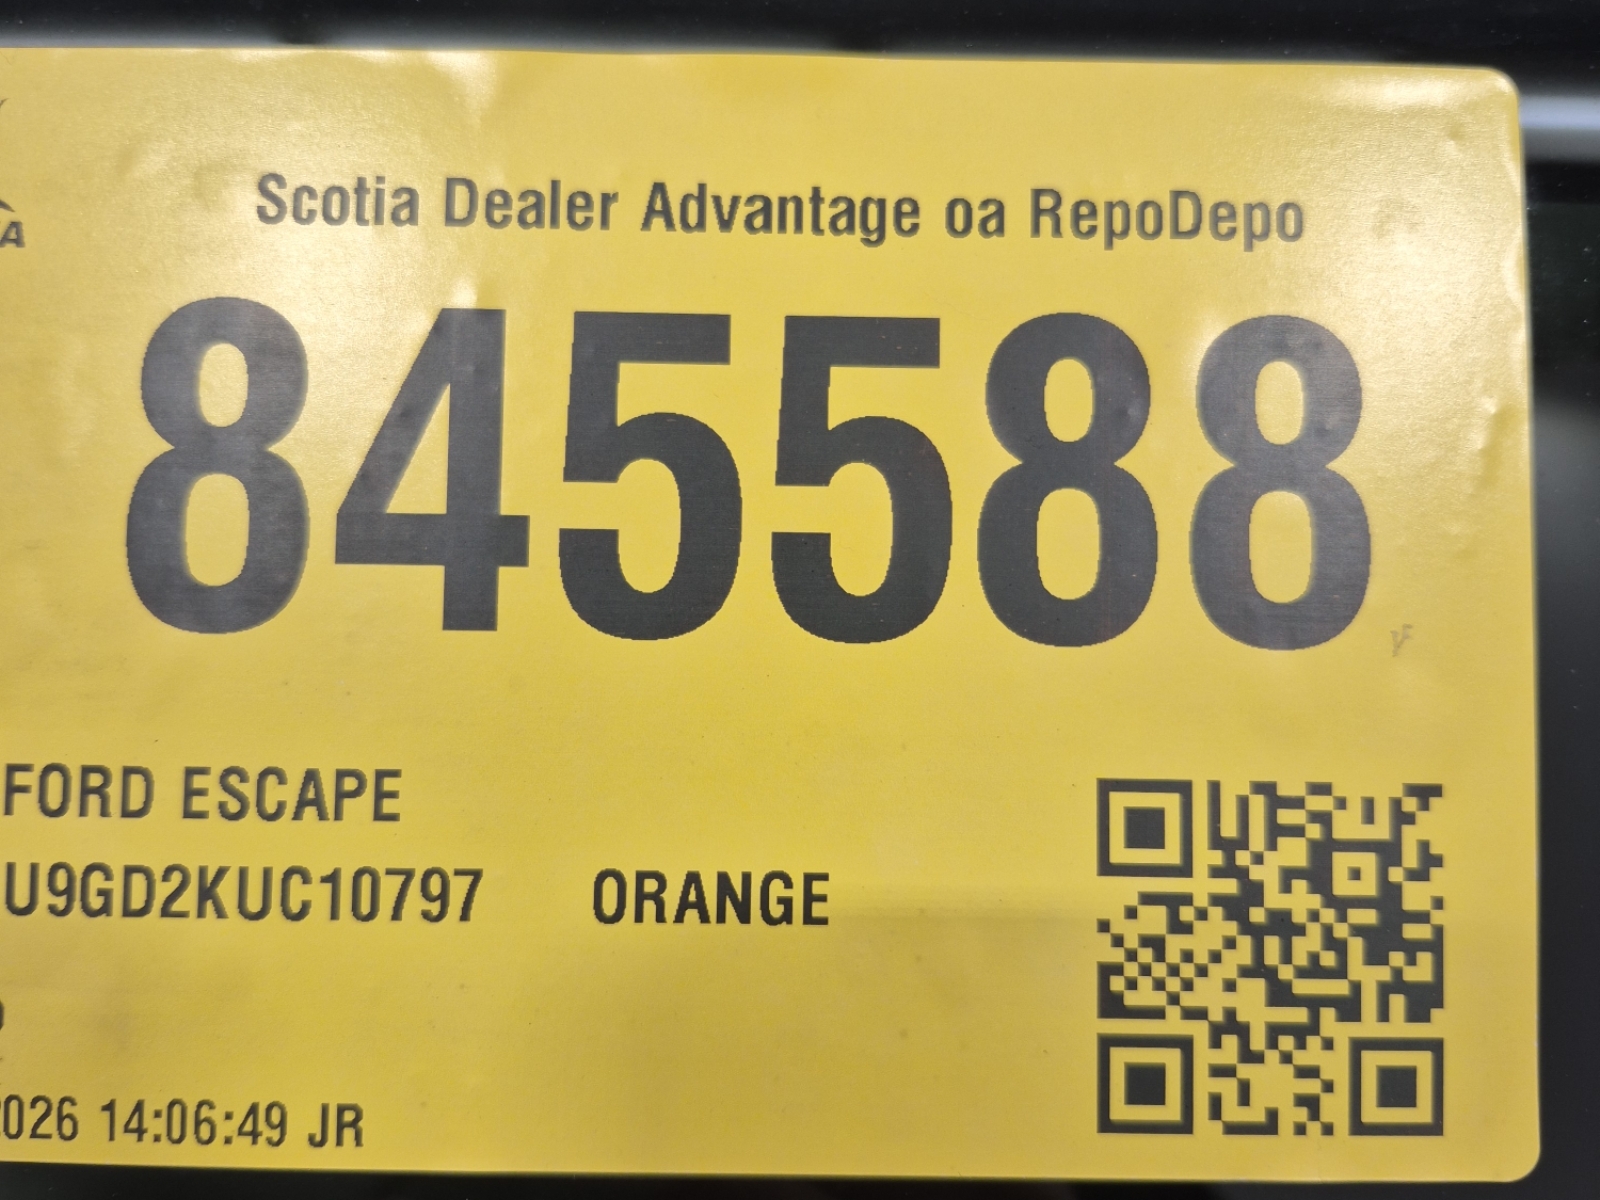 Scotia Dealer Advantage oa RepoDepo
845588
FORD ESCAPE
U9GD2KUC10797 ORANGE
026 14:06:49 JR